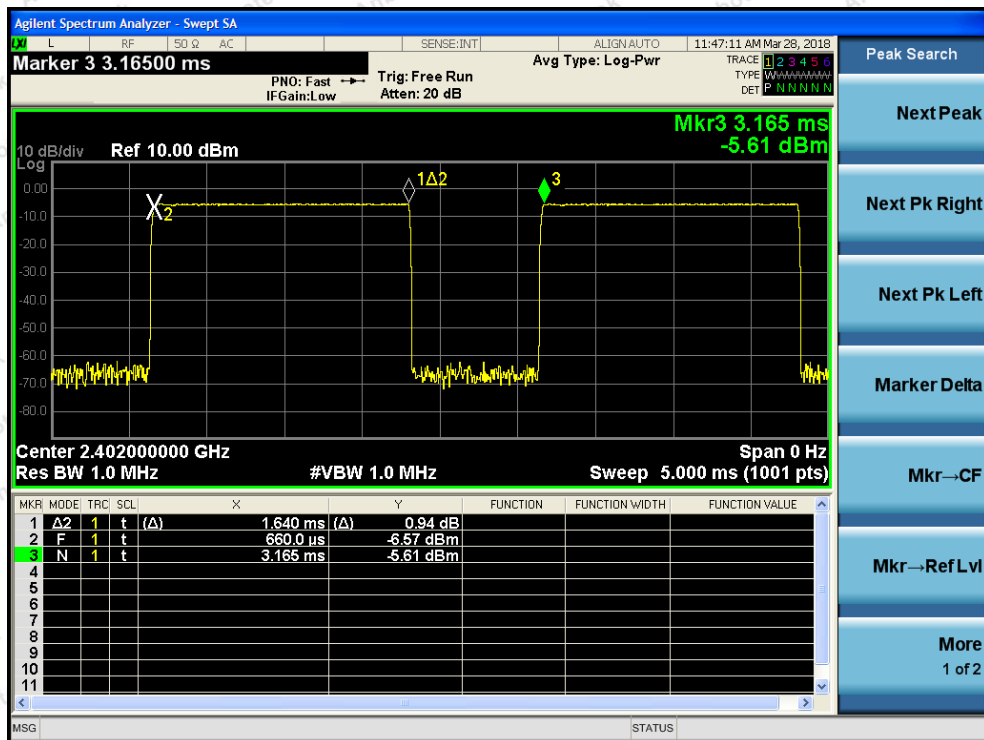 Agilent Spectrum Analyzer - Swept SA
LXI L RF 50 Ω AC SENSE:INT ALIGNAUTO 11:47:11 AM Mar 28, 2018
Marker 3 3.16500 ms
PNO: Fast
IFGain:Low
Trig: Free Run
Atten: 20 dB
Avg Type: Log-Pwr
TRACE 1 2 3 4 5 6
TYPE W
DET P N N N N N
Peak Search
Mkr3 3.165 ms
-5.61 dBm
10 dB/div Ref 10.00 dBm
Log
0.00
-10.0
-20.0
-30.0
-40.0
-50.0
-60.0
-70.0
-80.0
2
1Δ2
3
Center 2.402000000 GHz Span 0 Hz
Res BW 1.0 MHz #VBW 1.0 MHz Sweep 5.000 ms (1001 pts)
MKR MODE TRC SCL X Y FUNCTION FUNCTION WIDTH FUNCTION VALUE
1 Δ2 1 t (Δ) 1.640 ms (Δ) 0.94 dB
2 F 1 t 660.0 µs -6.57 dBm
3 N 1 t 3.165 ms -5.61 dBm
4
5
6
7
8
9
10
11
Next Peak
Next Pk Right
Next Pk Left
Marker Delta
Mkr→CF
Mkr→Ref Lvl
More
1 of 2
MSG STATUS